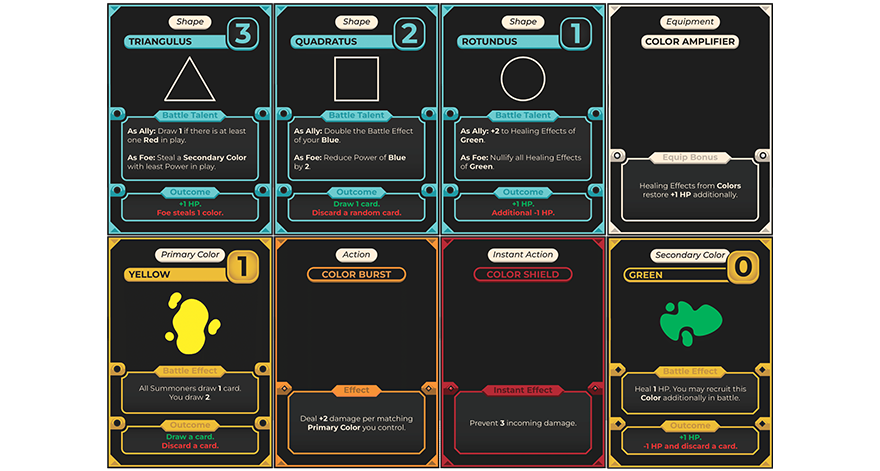 Shape
TRIANGULUS
3
Battle Talent
As Ally: Draw 1 if there is at least
one Red in play.
As Foe: Steal a Secondary Color
with least Power in play.
Outcome
+1 HP.
Foe steals 1 color.
Shape
QUADRATUS
2
Battle Talent
As Ally: Double the Battle Effect
of your Blue.
As Foe: Reduce Power of Blue
by 2.
Outcome
Draw 1 card.
Discard a random card.
Shape
ROTUNDUS
1
Battle Talent
As Ally: +2 to Healing Effects of
Green.
As Foe: Nullify all Healing Effects
of Green.
Outcome
+1 HP.
Additional -1 HP.
Equipment
COLOR AMPLIFIER
Equip Bonus
Healing Effects from Colors
restore +1 HP additionally.
Primary Color
YELLOW
1
Battle Effect
All Summoners draw 1 card.
You draw 2.
Outcome
Draw a card.
Discard a card.
Action
COLOR BURST
Effect
Deal +2 damage per matching
Primary Color you control.
Instant Action
COLOR SHIELD
Instant Effect
Prevent 3 incoming damage.
Secondary Color
GREEN
0
Battle Effect
Heal 1 HP. You may recruit this
Color additionally in battle.
Outcome
+1 HP.
-1 HP and discard a card.